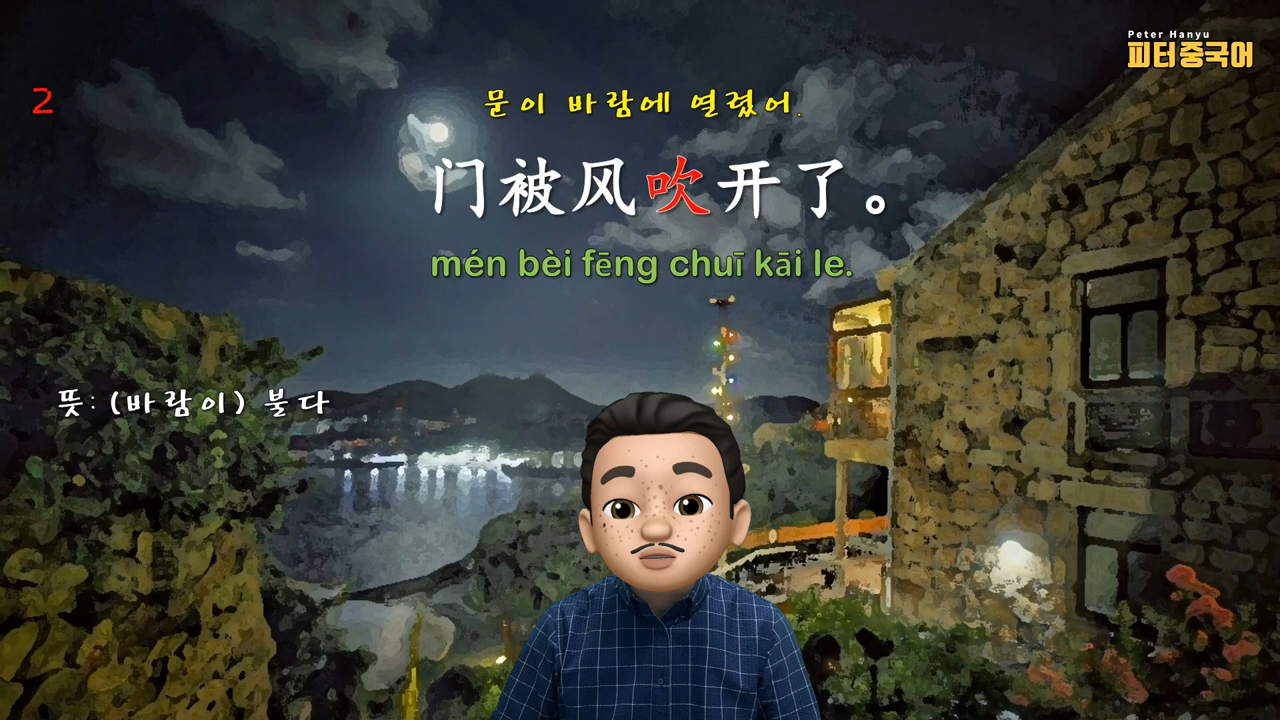 Peter Hanyu
피터 중국어
2
문이 바람에 열렸어.
门被风吹开了。
mén bèi fēng chuī kāi le.
뜻: (바람이) 불다